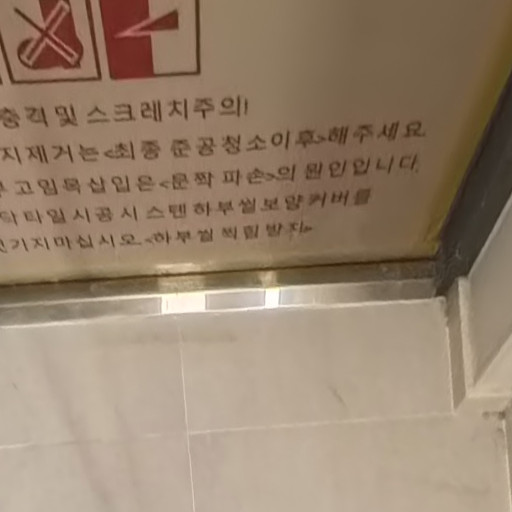 충격및 스크레치주의!
지제거는<최종 준공청소이후>해주세요
고임목삽입은<문짝 파손>의 원인입니다.
타일시공시 스텐하부씰보양커버를
기지마십시오.<하부씰 찍힘방지>